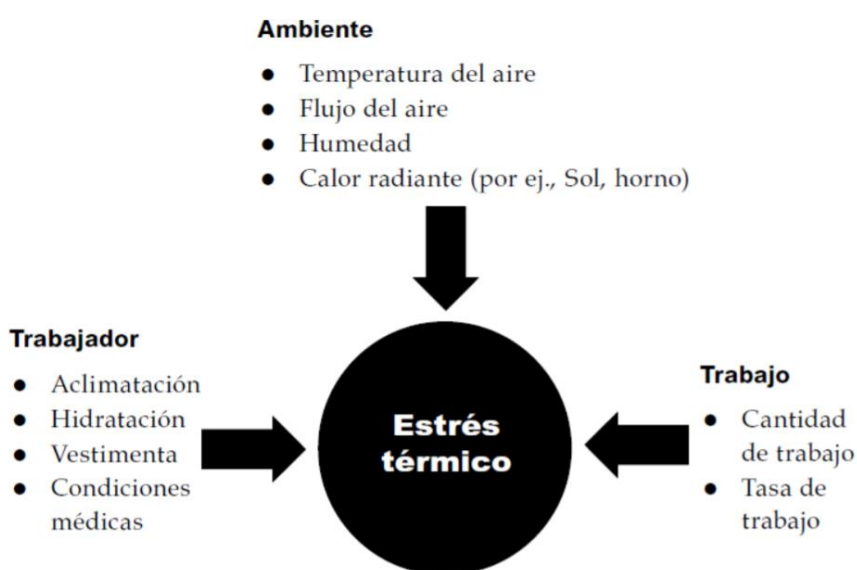 Ambiente
● Temperatura del aire
● Flujo del aire
● Humedad
● Calor radiante (por ej., Sol, horno)
Trabajador
● Aclimatación
● Hidratación
● Vestimenta
● Condiciones
médicas
Estrés
térmico
Trabajo
● Cantidad
de trabajo
● Tasa de
trabajo